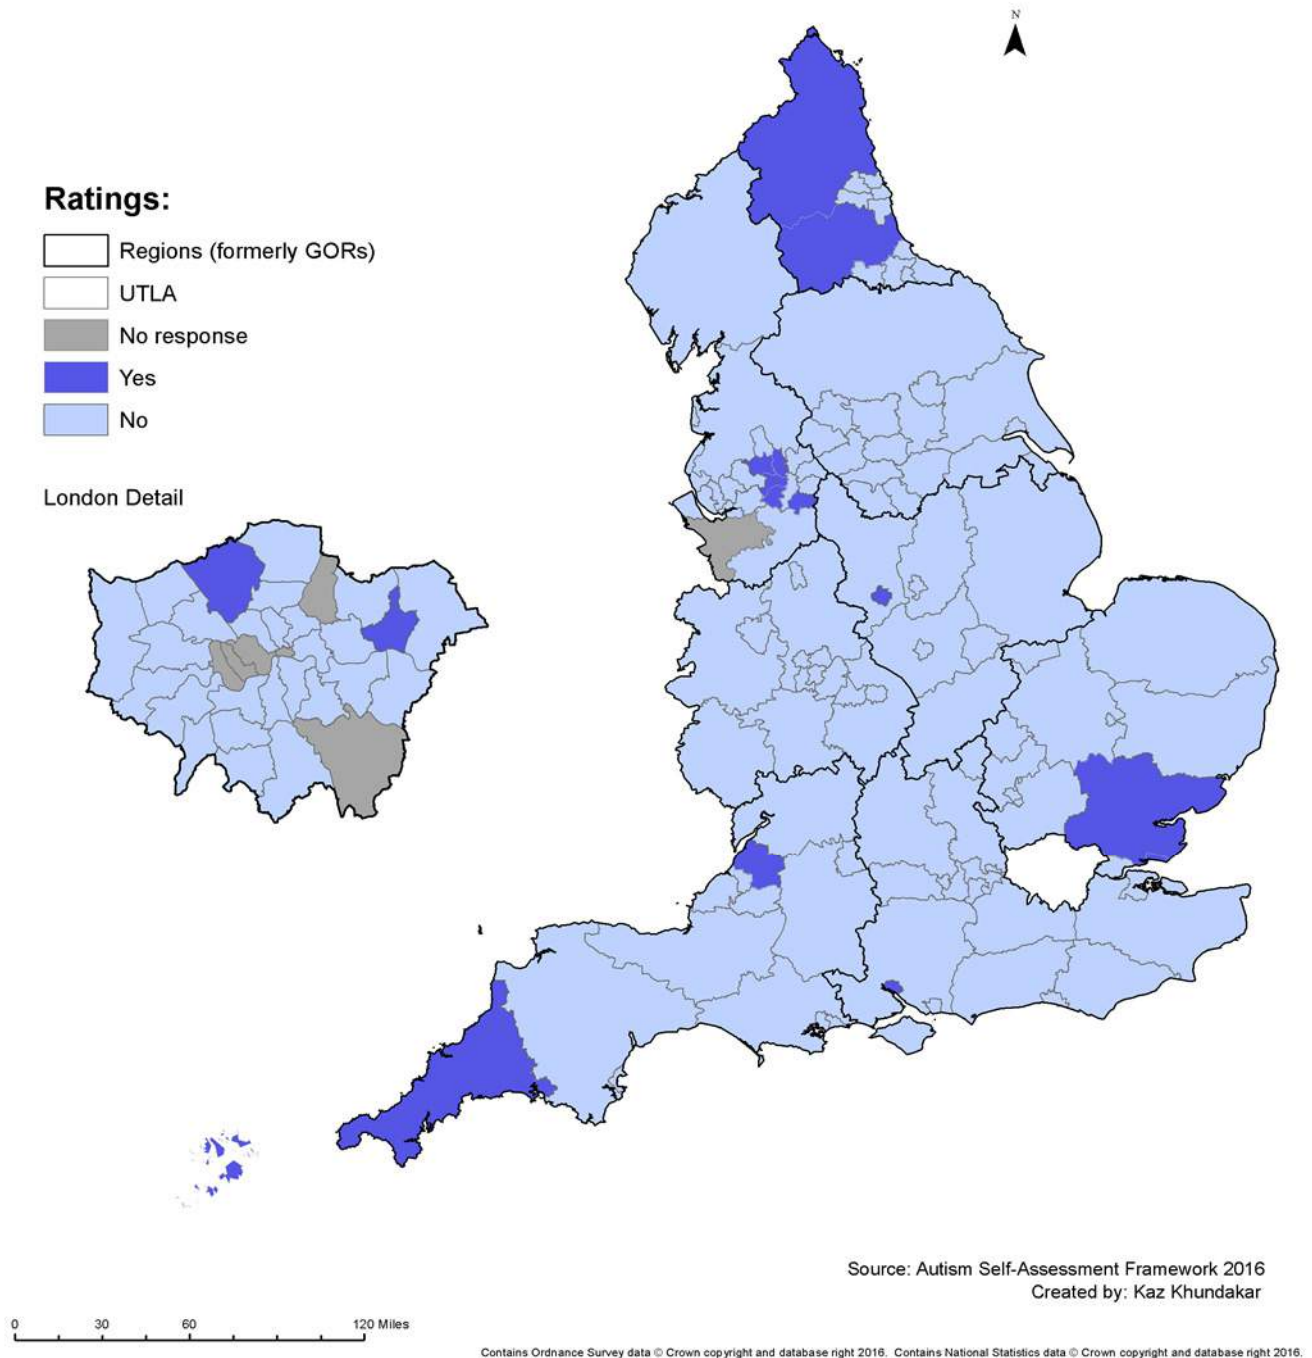 N
Ratings:
Regions (formerly GORs)
UTLA
No response
Yes
No
London Detail
Source: Autism Self-Assessment Framework 2016
Created by: Kaz Khundakar
0 30 60 120 Miles
Contains Ordnance Survey data © Crown copyright and database right 2016. Contains National Statistics data © Crown copyright and database right 2016.